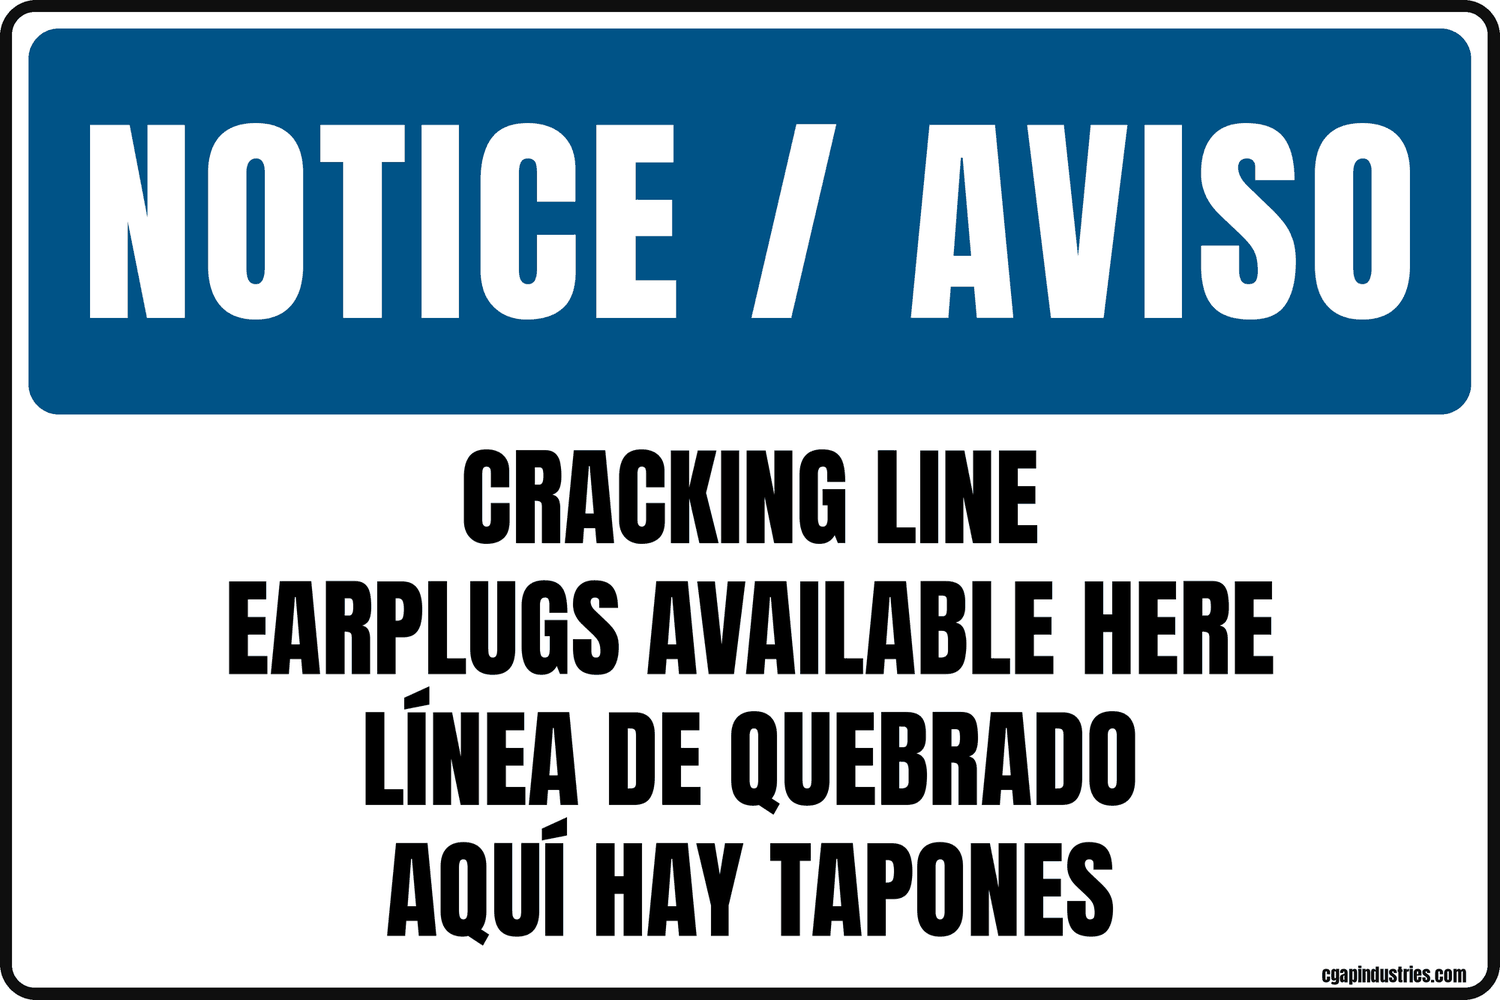 NOTICE / AVISO
CRACKING LINE
EARPLUGS AVAILABLE HERE
LÍNEA DE QUEBRADO
AQUÍ HAY TAPONES
cgapindustries.com